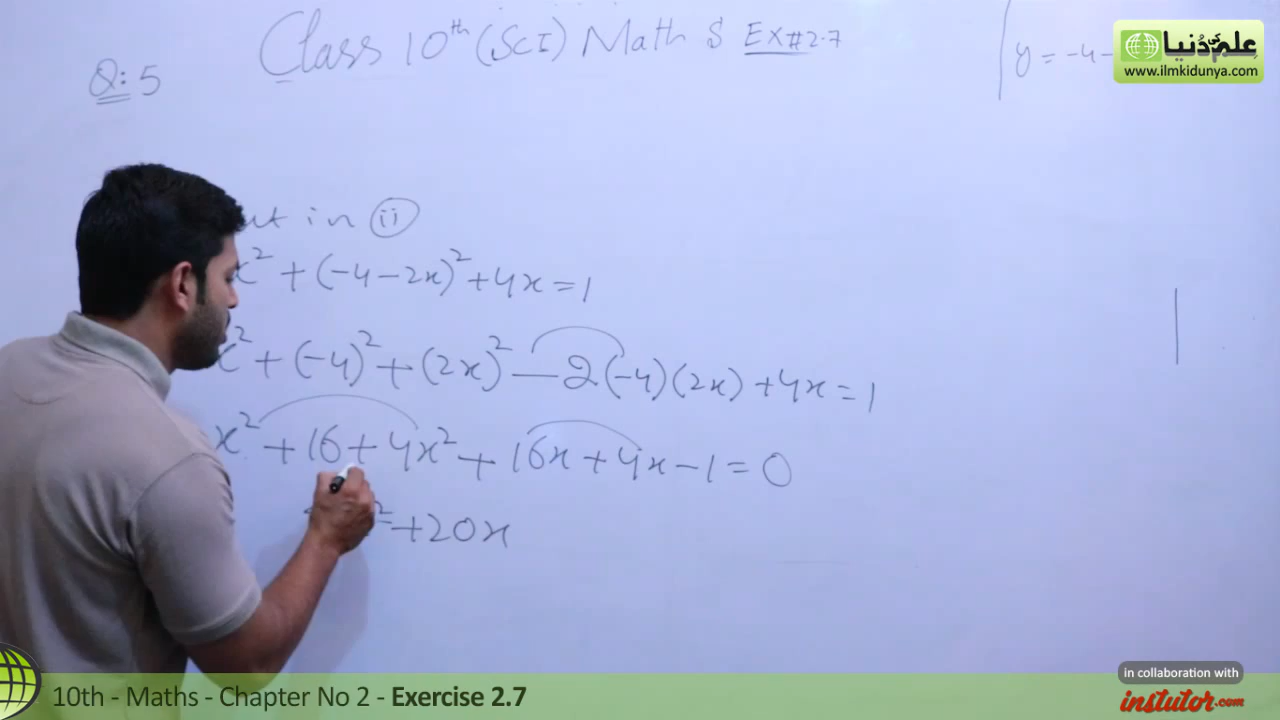 Class 10th (SCI) Math S EX#2.7
y = -4 -
علم کی دُنیا
www.ilmkidunya.com
Q: 5
in (ii)
x² + (-4 - 2x)² + 4x = 1
x² + (-4)² + (2x)² - 2(-4)(2x) + 4x = 1
x² + 16 + 4x² + 16x + 4x - 1 = 0
² + 20x
in collaboration with
instutor.com
10th - Maths - Chapter No 2 - Exercise 2.7